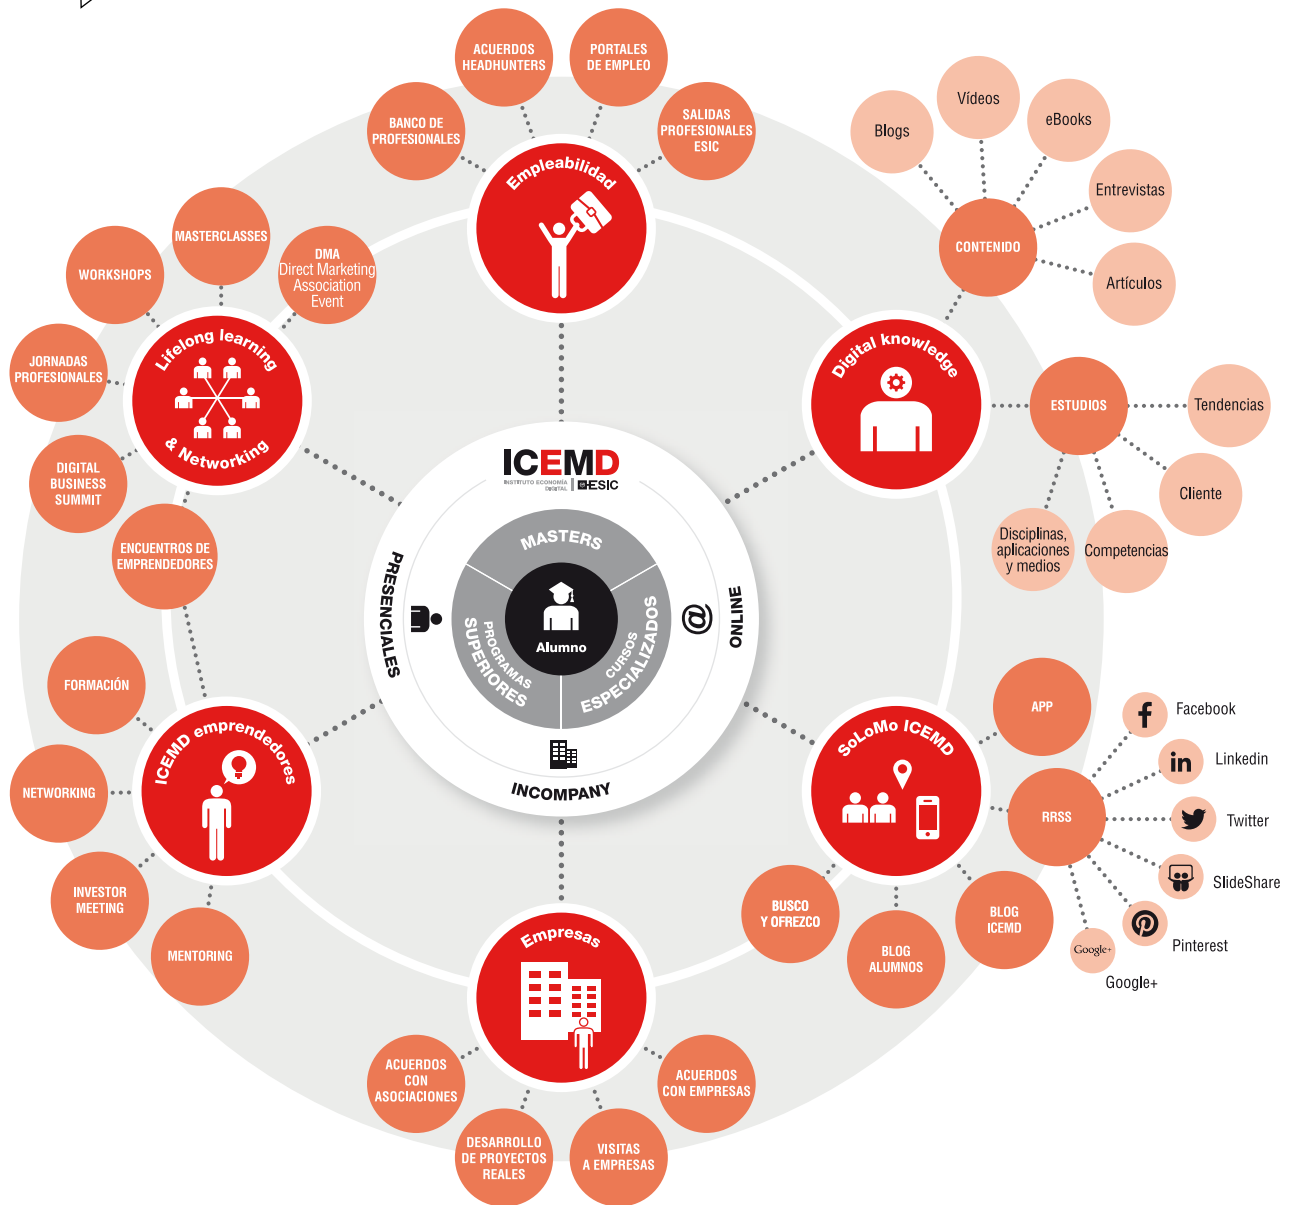 ACUERDOS
HEADHUNTERS
PORTALES
DE EMPLEO
BANCO DE
PROFESIONALES
SALIDAS
PROFESIONALES
ESIC
Empleabilidad
Blogs
Vídeos
eBooks
Entrevistas
Artículos
CONTENIDO
MASTERCLASSES
WORKSHOPS
DMA
Direct Marketing
Association
Event
JORNADAS
PROFESIONALES
Lifelong learning
& Networking
DIGITAL
BUSINESS
SUMMIT
ENCUENTROS DE
EMPRENDEDORES
Digital knowledge
ESTUDIOS
Tendencias
Cliente
Competencias
Disciplinas,
aplicaciones
y medios
ICEMD
INSTITUTO ECONOMÍA
DIGITAL
ESIC
PRESENCIALES
ONLINE
@
INCOMPANY
MASTERS
PROGRAMAS
SUPERIORES
CURSOS
ESPECIALIZADOS
Alumno
FORMACIÓN
NETWORKING
INVESTOR
MEETING
MENTORING
ICEMD emprendedores
SoLoMo ICEMD
APP
RRSS
f
Facebook
in
Linkedin
Twitter
SlideShare
Pinterest
Google+
Google+
BUSCO
Y OFREZCO
BLOG
ALUMNOS
BLOG
ICEMD
Empresas
ACUERDOS
CON
ASOCIACIONES
DESARROLLO
DE PROYECTOS
REALES
VISITAS
A EMPRESAS
ACUERDOS
CON EMPRESAS